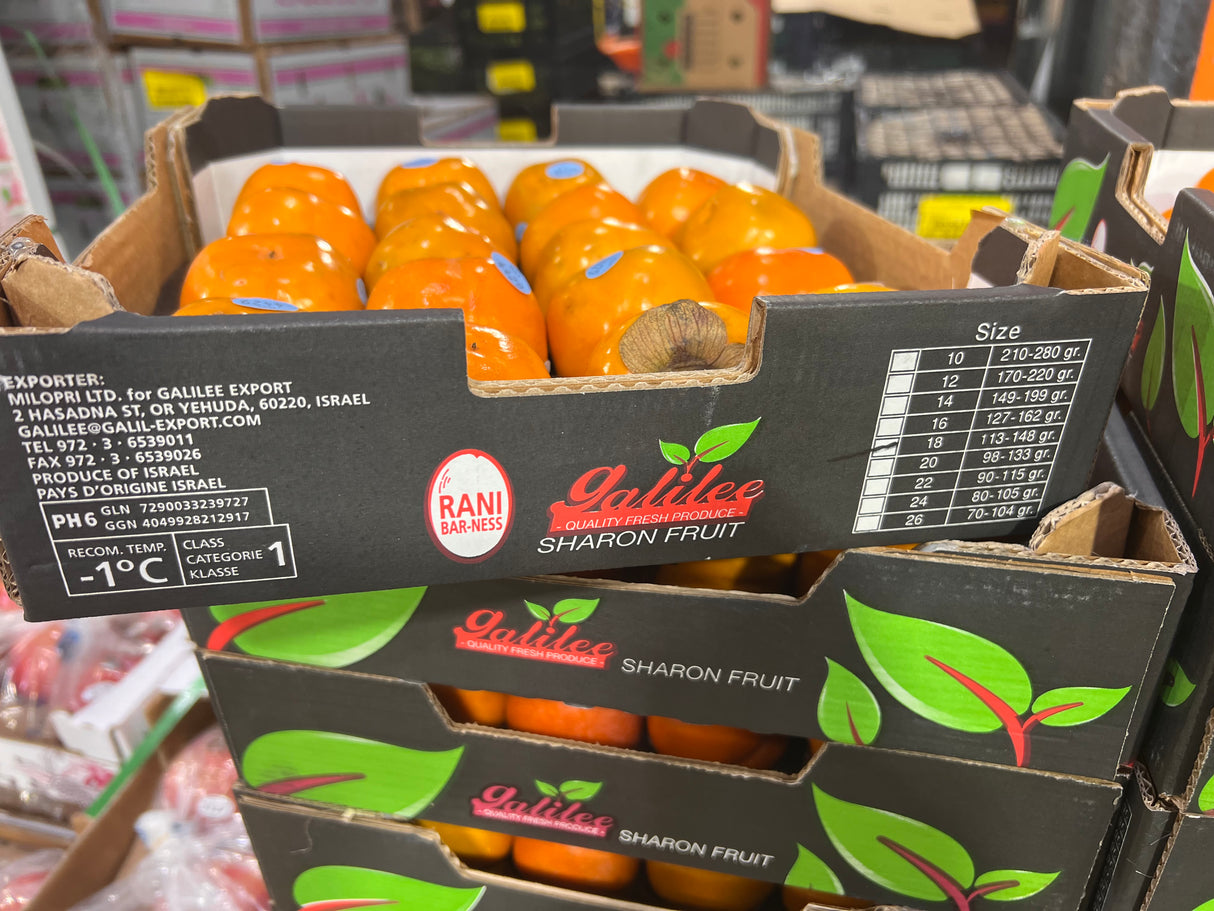 EXPORTER:
MILOPRI LTD. for GALILEE EXPORT
2 HASADNA ST, OR YEHUDA, 60220, ISRAEL
GALILEE@GALIL-EXPORT.COM
TEL 972 · 3 · 6539011
FAX 972 · 3 · 6539026
PRODUCE OF ISRAEL
PAYS D'ORIGINE ISRAEL
PH6 GLN 7290033239727
GGN 4049928212917
RECOM. TEMP.
-1°C
CLASS
CATEGORIE 1
KLASSE
RANI
BAR-NESS
Galilee
- QUALITY FRESH PRODUCE -
SHARON FRUIT
Size
10 210-280 gr.
12 170-220 gr.
14 149-199 gr.
16 127-162 gr.
18 113-148 gr.
20 98-133 gr.
22 90-115 gr.
24 80-105 gr.
26 70-104 gr.
Galilee
- QUALITY FRESH PRODUCE -
SHARON FRUIT
Galilee
- QUALITY FRESH PRODUCE -
SHARON FRUIT